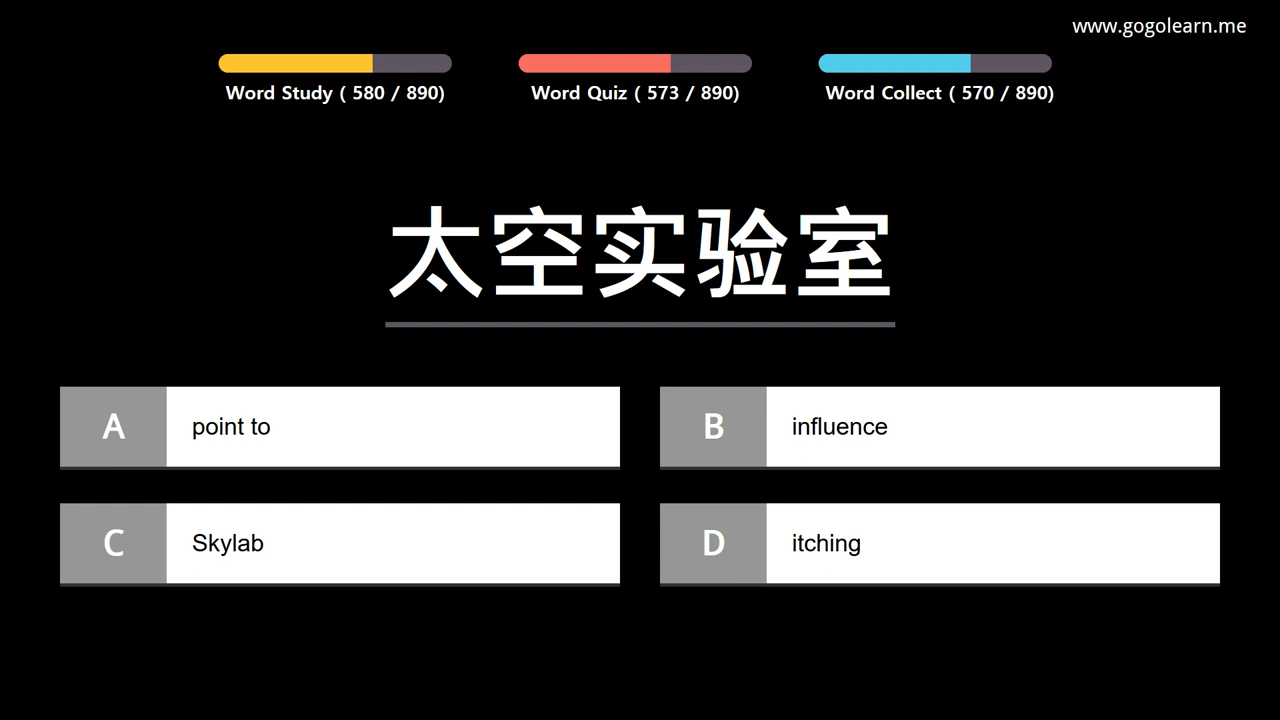 www.gogolearn.me
Word Study ( 580 / 890)
Word Quiz ( 573 / 890)
Word Collect ( 570 / 890)
太空实验室
A point to
B influence
C Skylab
D itching